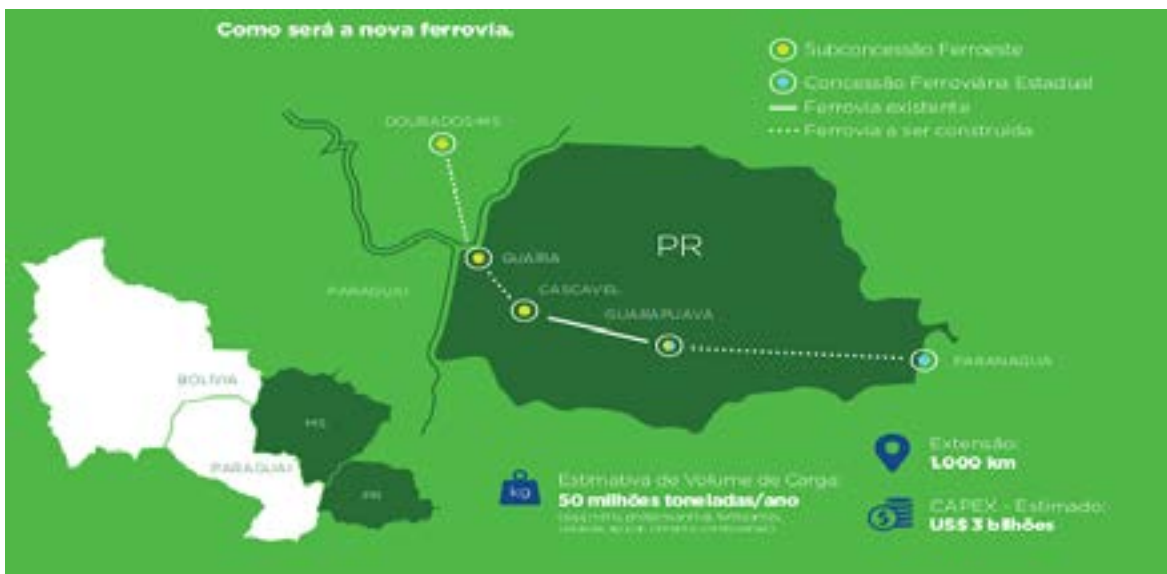 Como será a nova ferrovia.
Subconcessão Ferroeste
Concessão Ferroviária Estadual
Ferrovia existente
Ferrovia a ser construída
DOURADOS-MS
GUAÍRA
PR
CASCAVEL
PARAGUAI
GUARAPUAVA
PARANAGUA
BOLIVIA
MS
PARAGUAI
PR
Extensão:
1.000 km
kg
Estimativa de Volume de Carga:
50 milhões toneladas/ano
CAPEX - Estimado:
US$ 3 bilhões